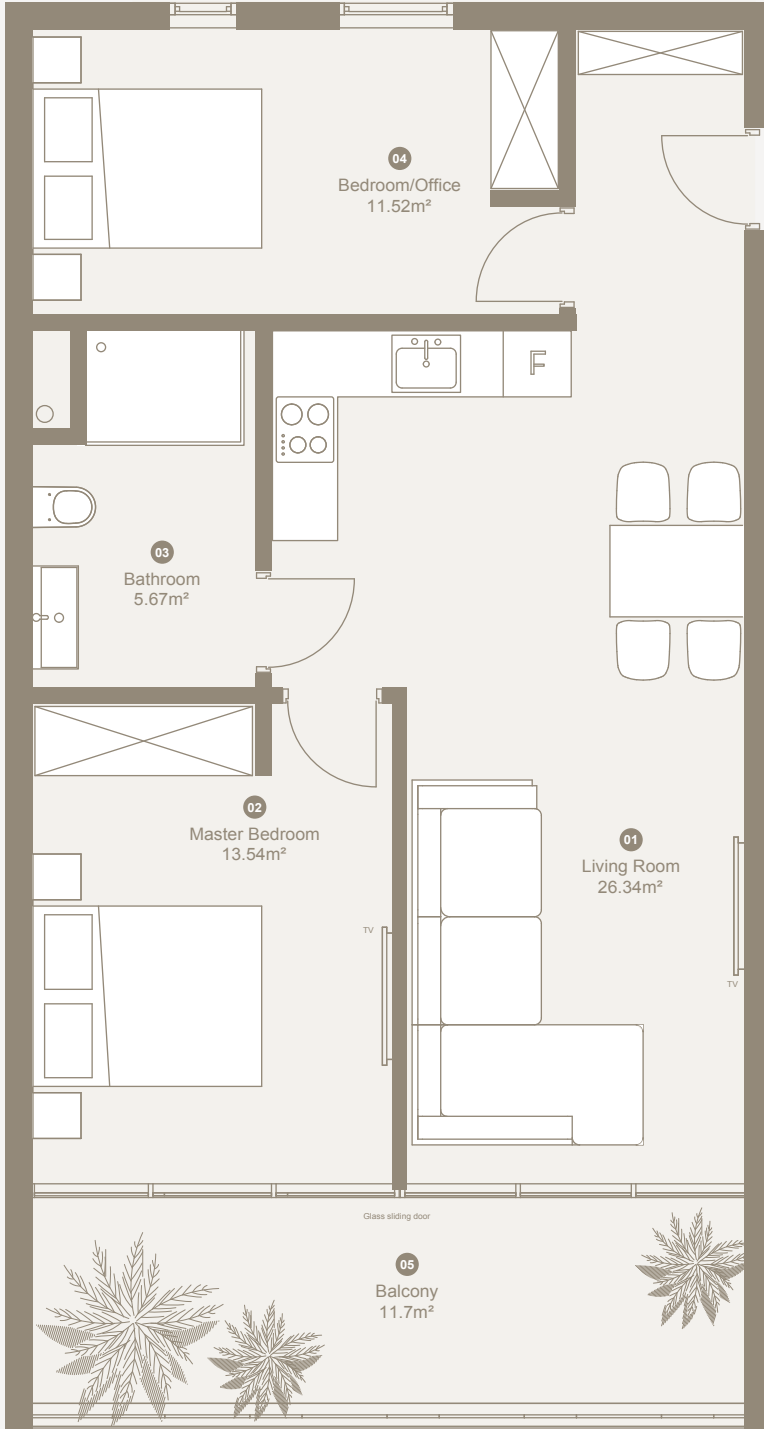 04
Bedroom/Office
11.52m²
F
03
Bathroom
5.67m²
02
Master Bedroom
13.54m²
01
Living Room
26.34m²
TV
TV
Glass sliding door
05
Balcony
11.7m²